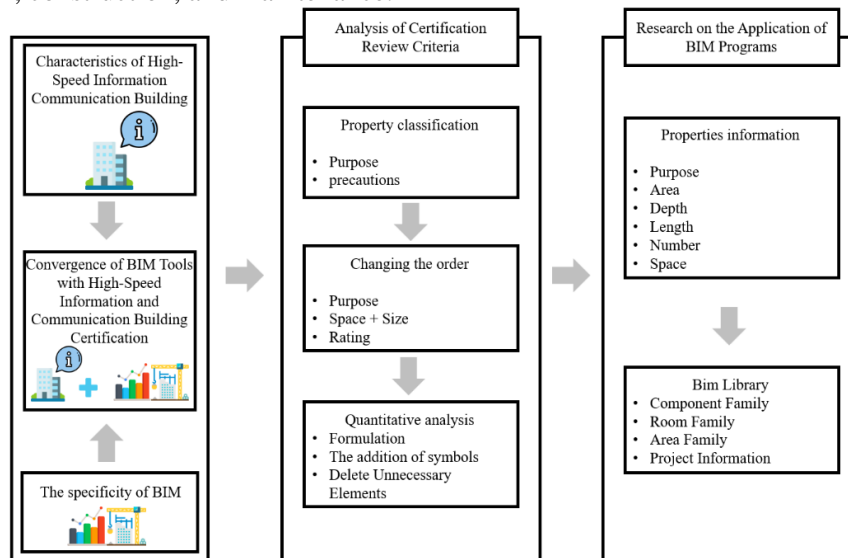 , construction, and maintenance.
Characteristics of High-
Speed Information
Communication Building
Convergence of BIM Tools
with High-Speed
Information and
Communication Building
Certification
The specificity of BIM
Analysis of Certification
Review Criteria
Property classification
• Purpose
• precautions
Changing the order
• Purpose
• Space + Size
• Rating
Quantitative analysis
• Formulation
• The addition of symbols
• Delete Unnecessary
Elements
Research on the Application of
BIM Programs
Properties information
• Purpose
• Area
• Depth
• Length
• Number
• Space
Bim Library
• Component Family
• Room Family
• Area Family
• Project Information